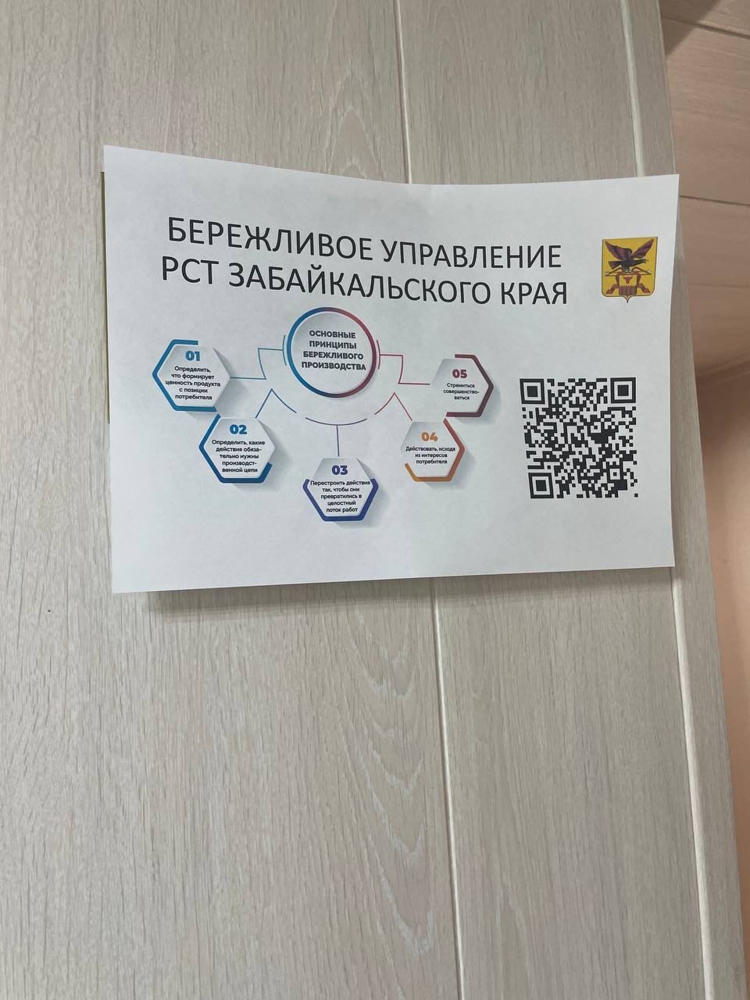 БЕРЕЖЛИВОЕ УПРАВЛЕНИЕ
РСТ ЗАБАЙКАЛЬСКОГО КРАЯ
ОСНОВНЫЕ
ПРИНЦИПЫ
БЕРЕЖЛИВОГО
ПРОИЗВОДСТВА
01
Определить,
что формирует
ценность продукта
с позиции
потребителя
02
Определить, какие
действия обяза-
тельно нужны
производст-
венной цепи
03
Перестроить действия
так, чтобы они
превратились в
целостный
поток работ
04
Действовать, исходя
из интересов
потребителя
05
Стремиться
совершенство-
ваться